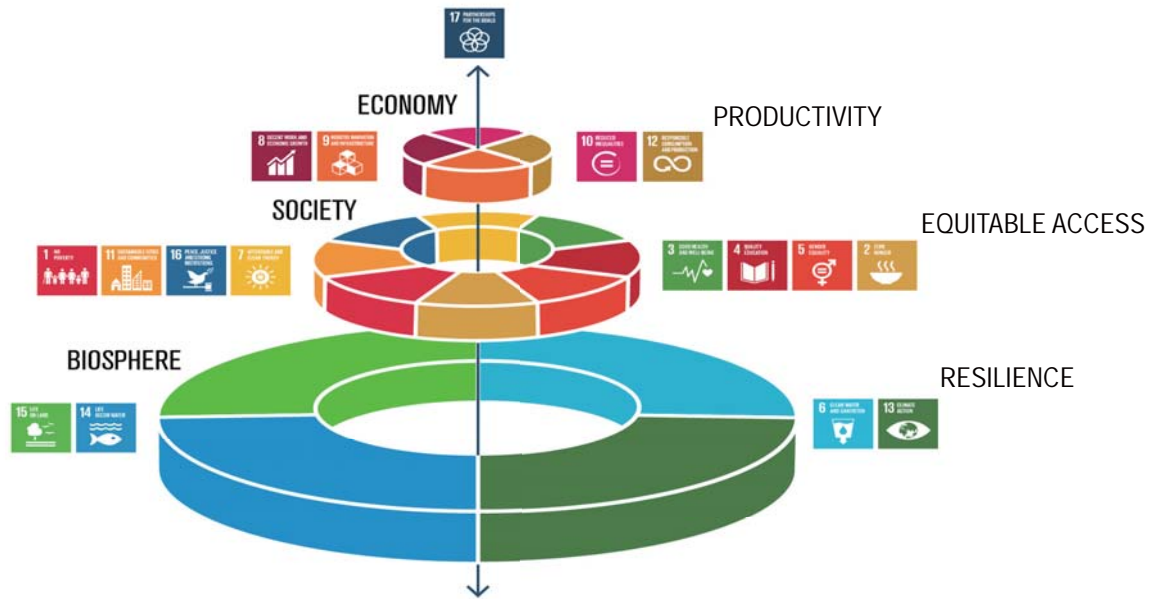 17 PARTNERSHIPS
FOR THE GOALS
ECONOMY
PRODUCTIVITY
8 DECENT WORK AND
ECONOMIC GROWTH
9 INDUSTRY, INNOVATION
AND INFRASTRUCTURE
10 REDUCED
INEQUALITIES
12 RESPONSIBLE
CONSUMPTION
AND PRODUCTION
SOCIETY
EQUITABLE ACCESS
1 NO
POVERTY
11 SUSTAINABLE CITIES
AND COMMUNITIES
16 PEACE, JUSTICE
AND STRONG
INSTITUTIONS
7 AFFORDABLE AND
CLEAN ENERGY
3 GOOD HEALTH
AND WELL-BEING
4 QUALITY
EDUCATION
5 GENDER
EQUALITY
2 ZERO
HUNGER
BIOSPHERE
RESILIENCE
15 LIFE
ON LAND
14 LIFE
BELOW WATER
6 CLEAN WATER
AND SANITATION
13 CLIMATE
ACTION